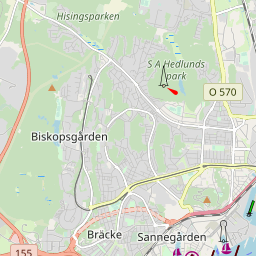 Hisingsparken
S A Hedlunds
park
O 570
Biskopsgården
155
Bräcke
Sannegården